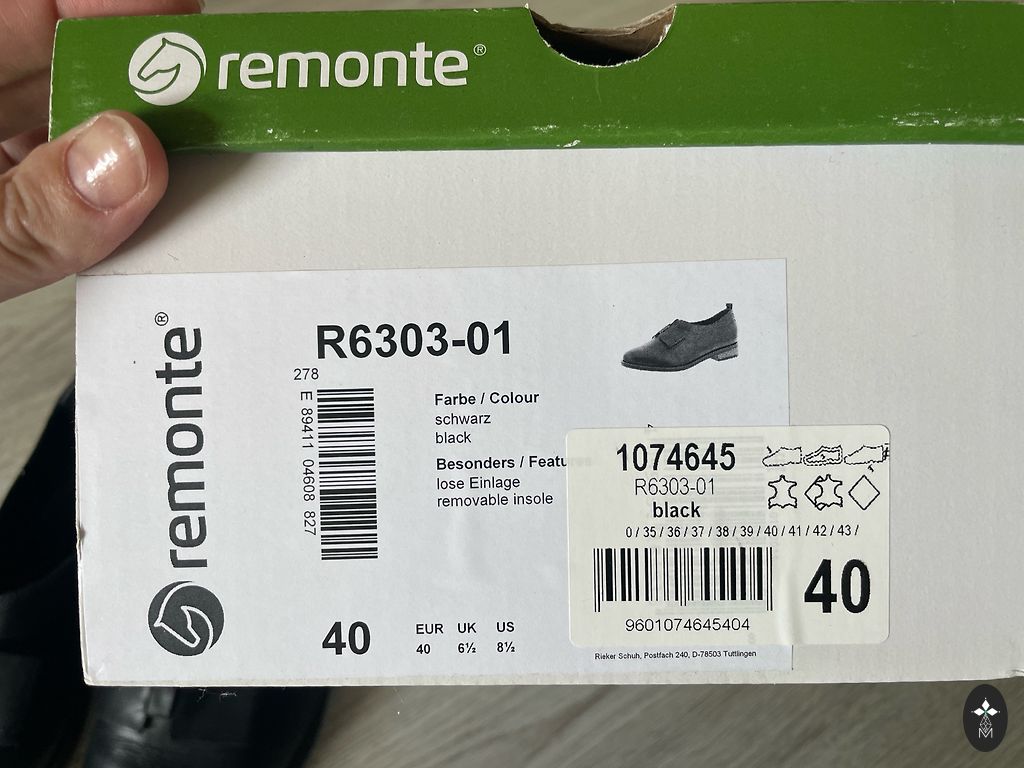 remonte®
remonte®
R6303-01
278
E 89411 04608 827
Farbe / Colour
schwarz
black
Besonders / Featu
lose Einlage
removable insole
40
EUR UK US
40 6½ 8½
1074645
R6303-01
black
0 / 35 / 36 / 37 / 38 / 39 / 40 / 41 / 42 / 43 /
40
9601074645404
Rieker Schuh, Postfach 240, D-78503 Tuttlingen
M